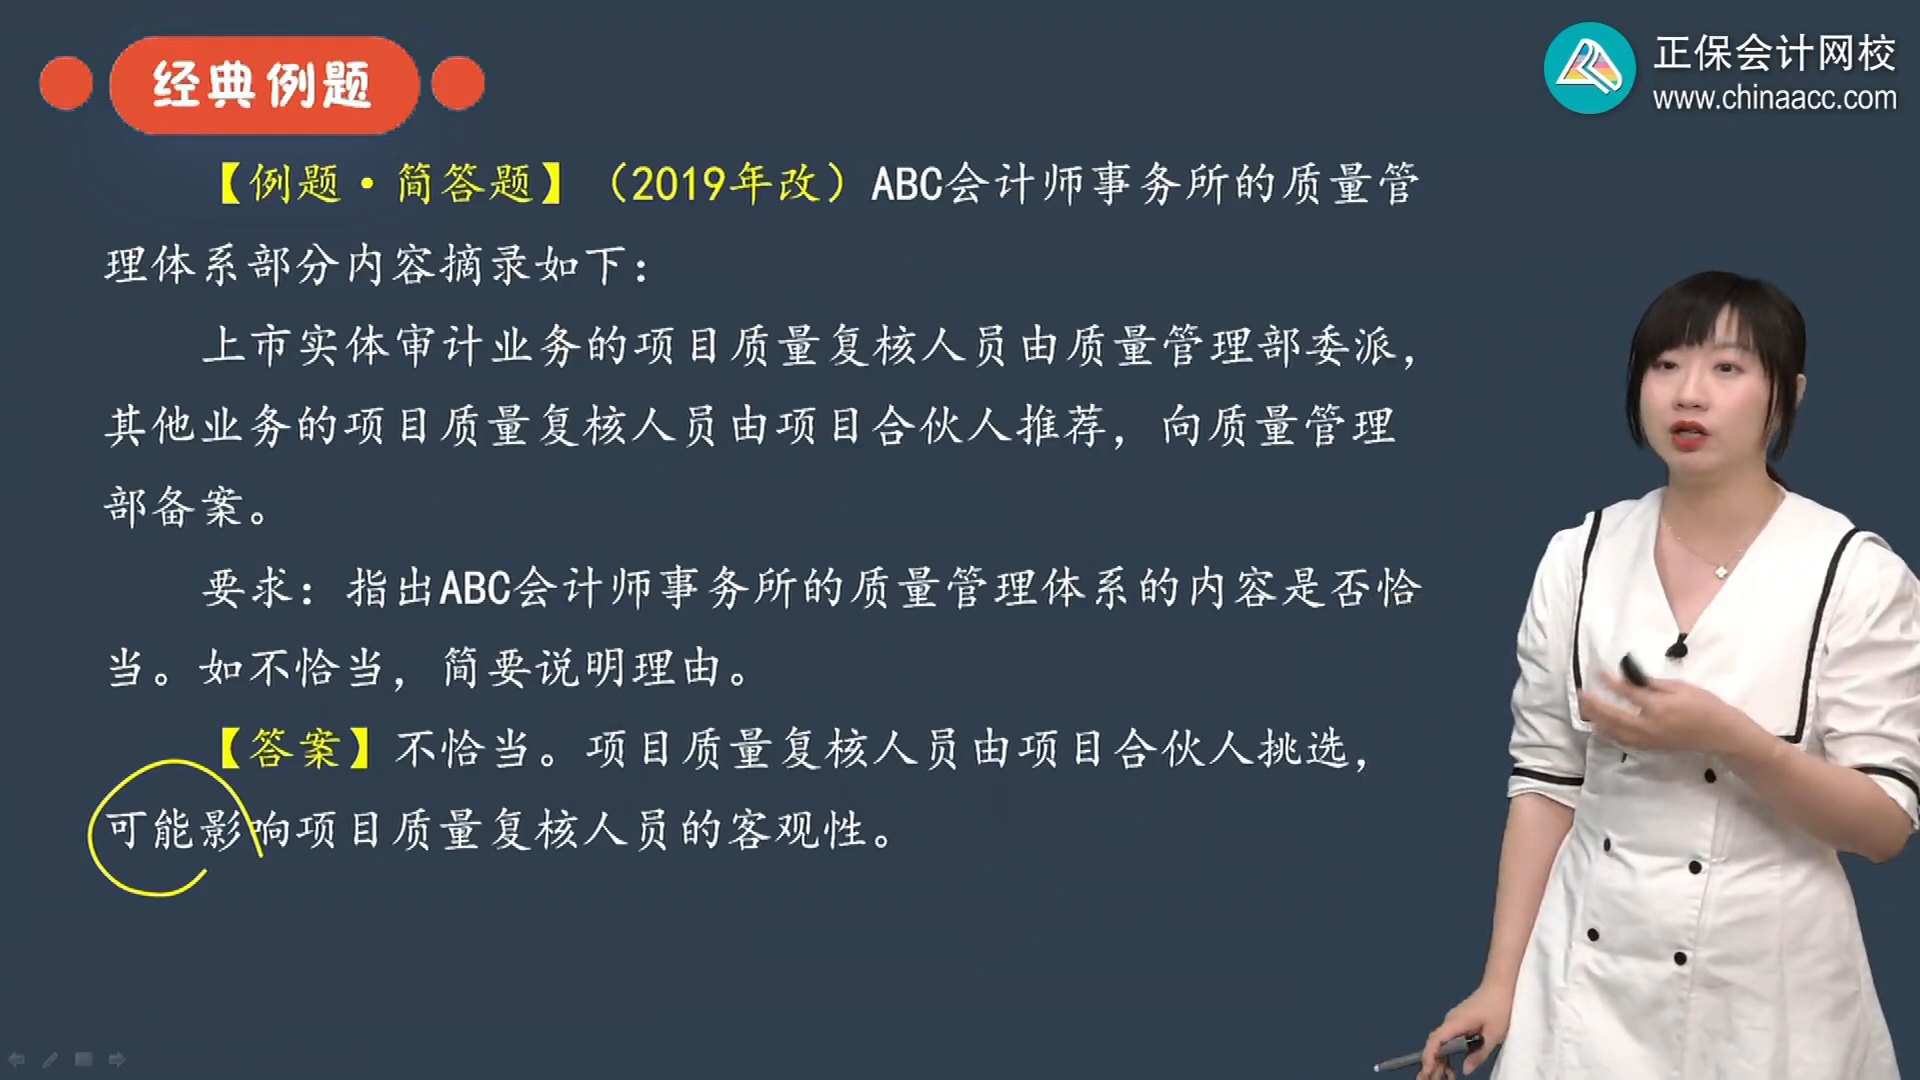 经典例题
正保会计网校
www.chinaacc.com
【例题·简答题】（2019年改）ABC会计师事务所的质量管
理体系部分内容摘录如下：
上市实体审计业务的项目质量复核人员由质量管理部委派，
其他业务的项目质量复核人员由项目合伙人推荐，向质量管理
部备案。
要求：指出ABC会计师事务所的质量管理体系的内容是否恰
当。如不恰当，简要说明理由。
【答案】不恰当。项目质量复核人员由项目合伙人挑选，
可能影响项目质量复核人员的客观性。